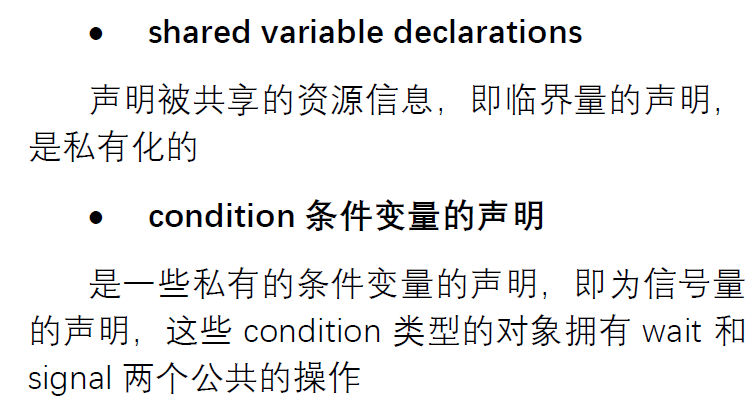 ● shared variable declarations
声明被共享的资源信息，即临界量的声明，
是私有化的
● condition 条件变量的声明
是一些私有的条件变量的声明，即为信号量
的声明，这些 condition 类型的对象拥有 wait 和
signal 两个公共的操作